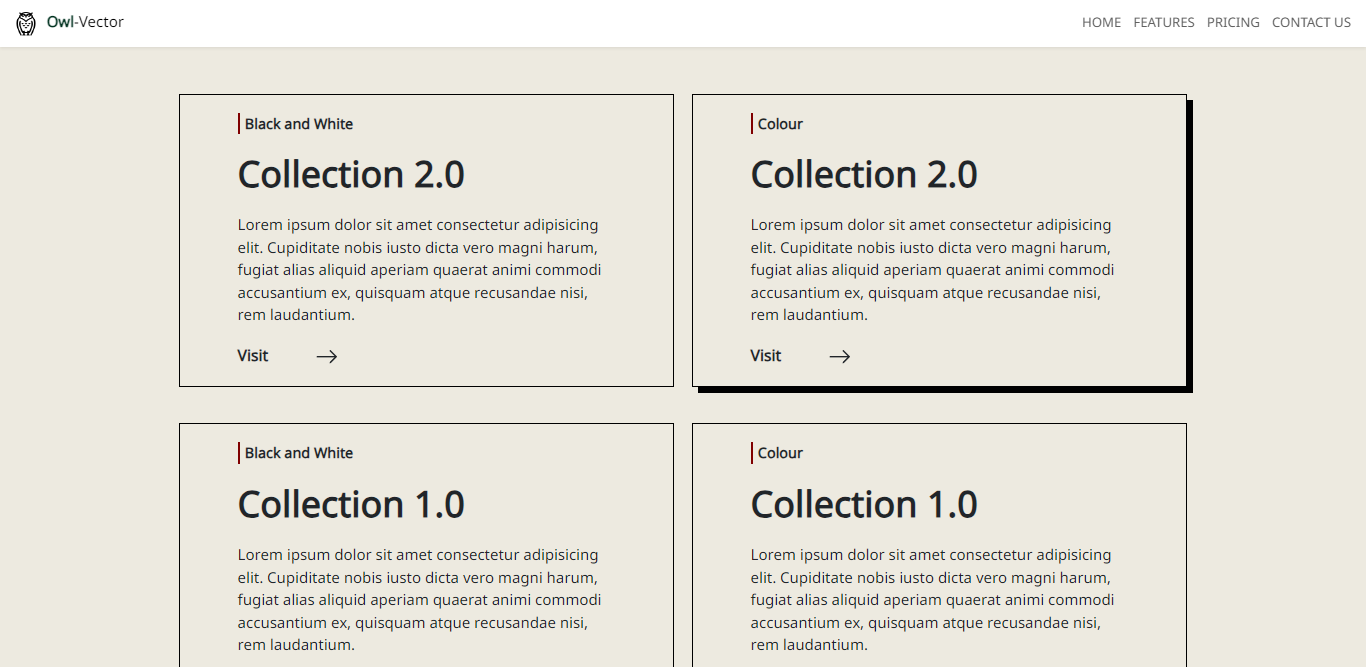 Owl-Vector
HOME FEATURES PRICING CONTACT US
Black and White
Collection 2.0
Lorem ipsum dolor sit amet consectetur adipisicing
elit. Cupiditate nobis iusto dicta vero magni harum,
fugiat alias aliquid aperiam quaerat animi commodi
accusantium ex, quisquam atque recusandae nisi,
rem laudantium.
Visit
Colour
Collection 2.0
Lorem ipsum dolor sit amet consectetur adipisicing
elit. Cupiditate nobis iusto dicta vero magni harum,
fugiat alias aliquid aperiam quaerat animi commodi
accusantium ex, quisquam atque recusandae nisi,
rem laudantium.
Visit
Black and White
Collection 1.0
Lorem ipsum dolor sit amet consectetur adipisicing
elit. Cupiditate nobis iusto dicta vero magni harum,
fugiat alias aliquid aperiam quaerat animi commodi
accusantium ex, quisquam atque recusandae nisi,
rem laudantium.
Colour
Collection 1.0
Lorem ipsum dolor sit amet consectetur adipisicing
elit. Cupiditate nobis iusto dicta vero magni harum,
fugiat alias aliquid aperiam quaerat animi commodi
accusantium ex, quisquam atque recusandae nisi,
rem laudantium.